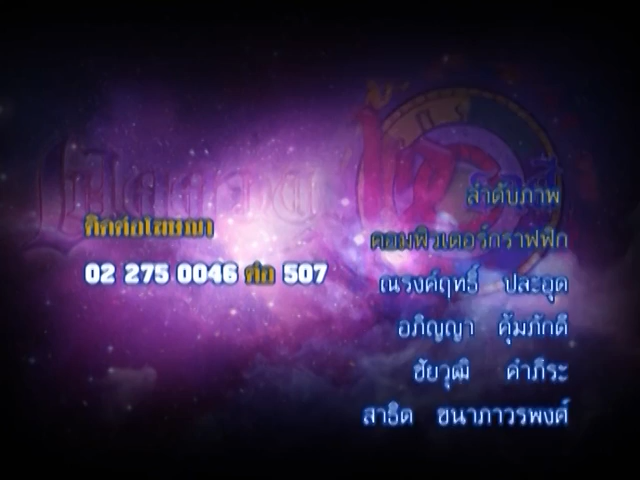 ติดต่อโฆษณา
02 275 0046 ต่อ 507
ลำดับภาพ
คอมพิวเตอร์กราฟฟิก
ณรงค์ฤทธิ์ ปละอุด
อภิญญา คุ้มภักดี
ชัยวุฒิ คำภิระ
สาธิต ชนาภาวรพงศ์